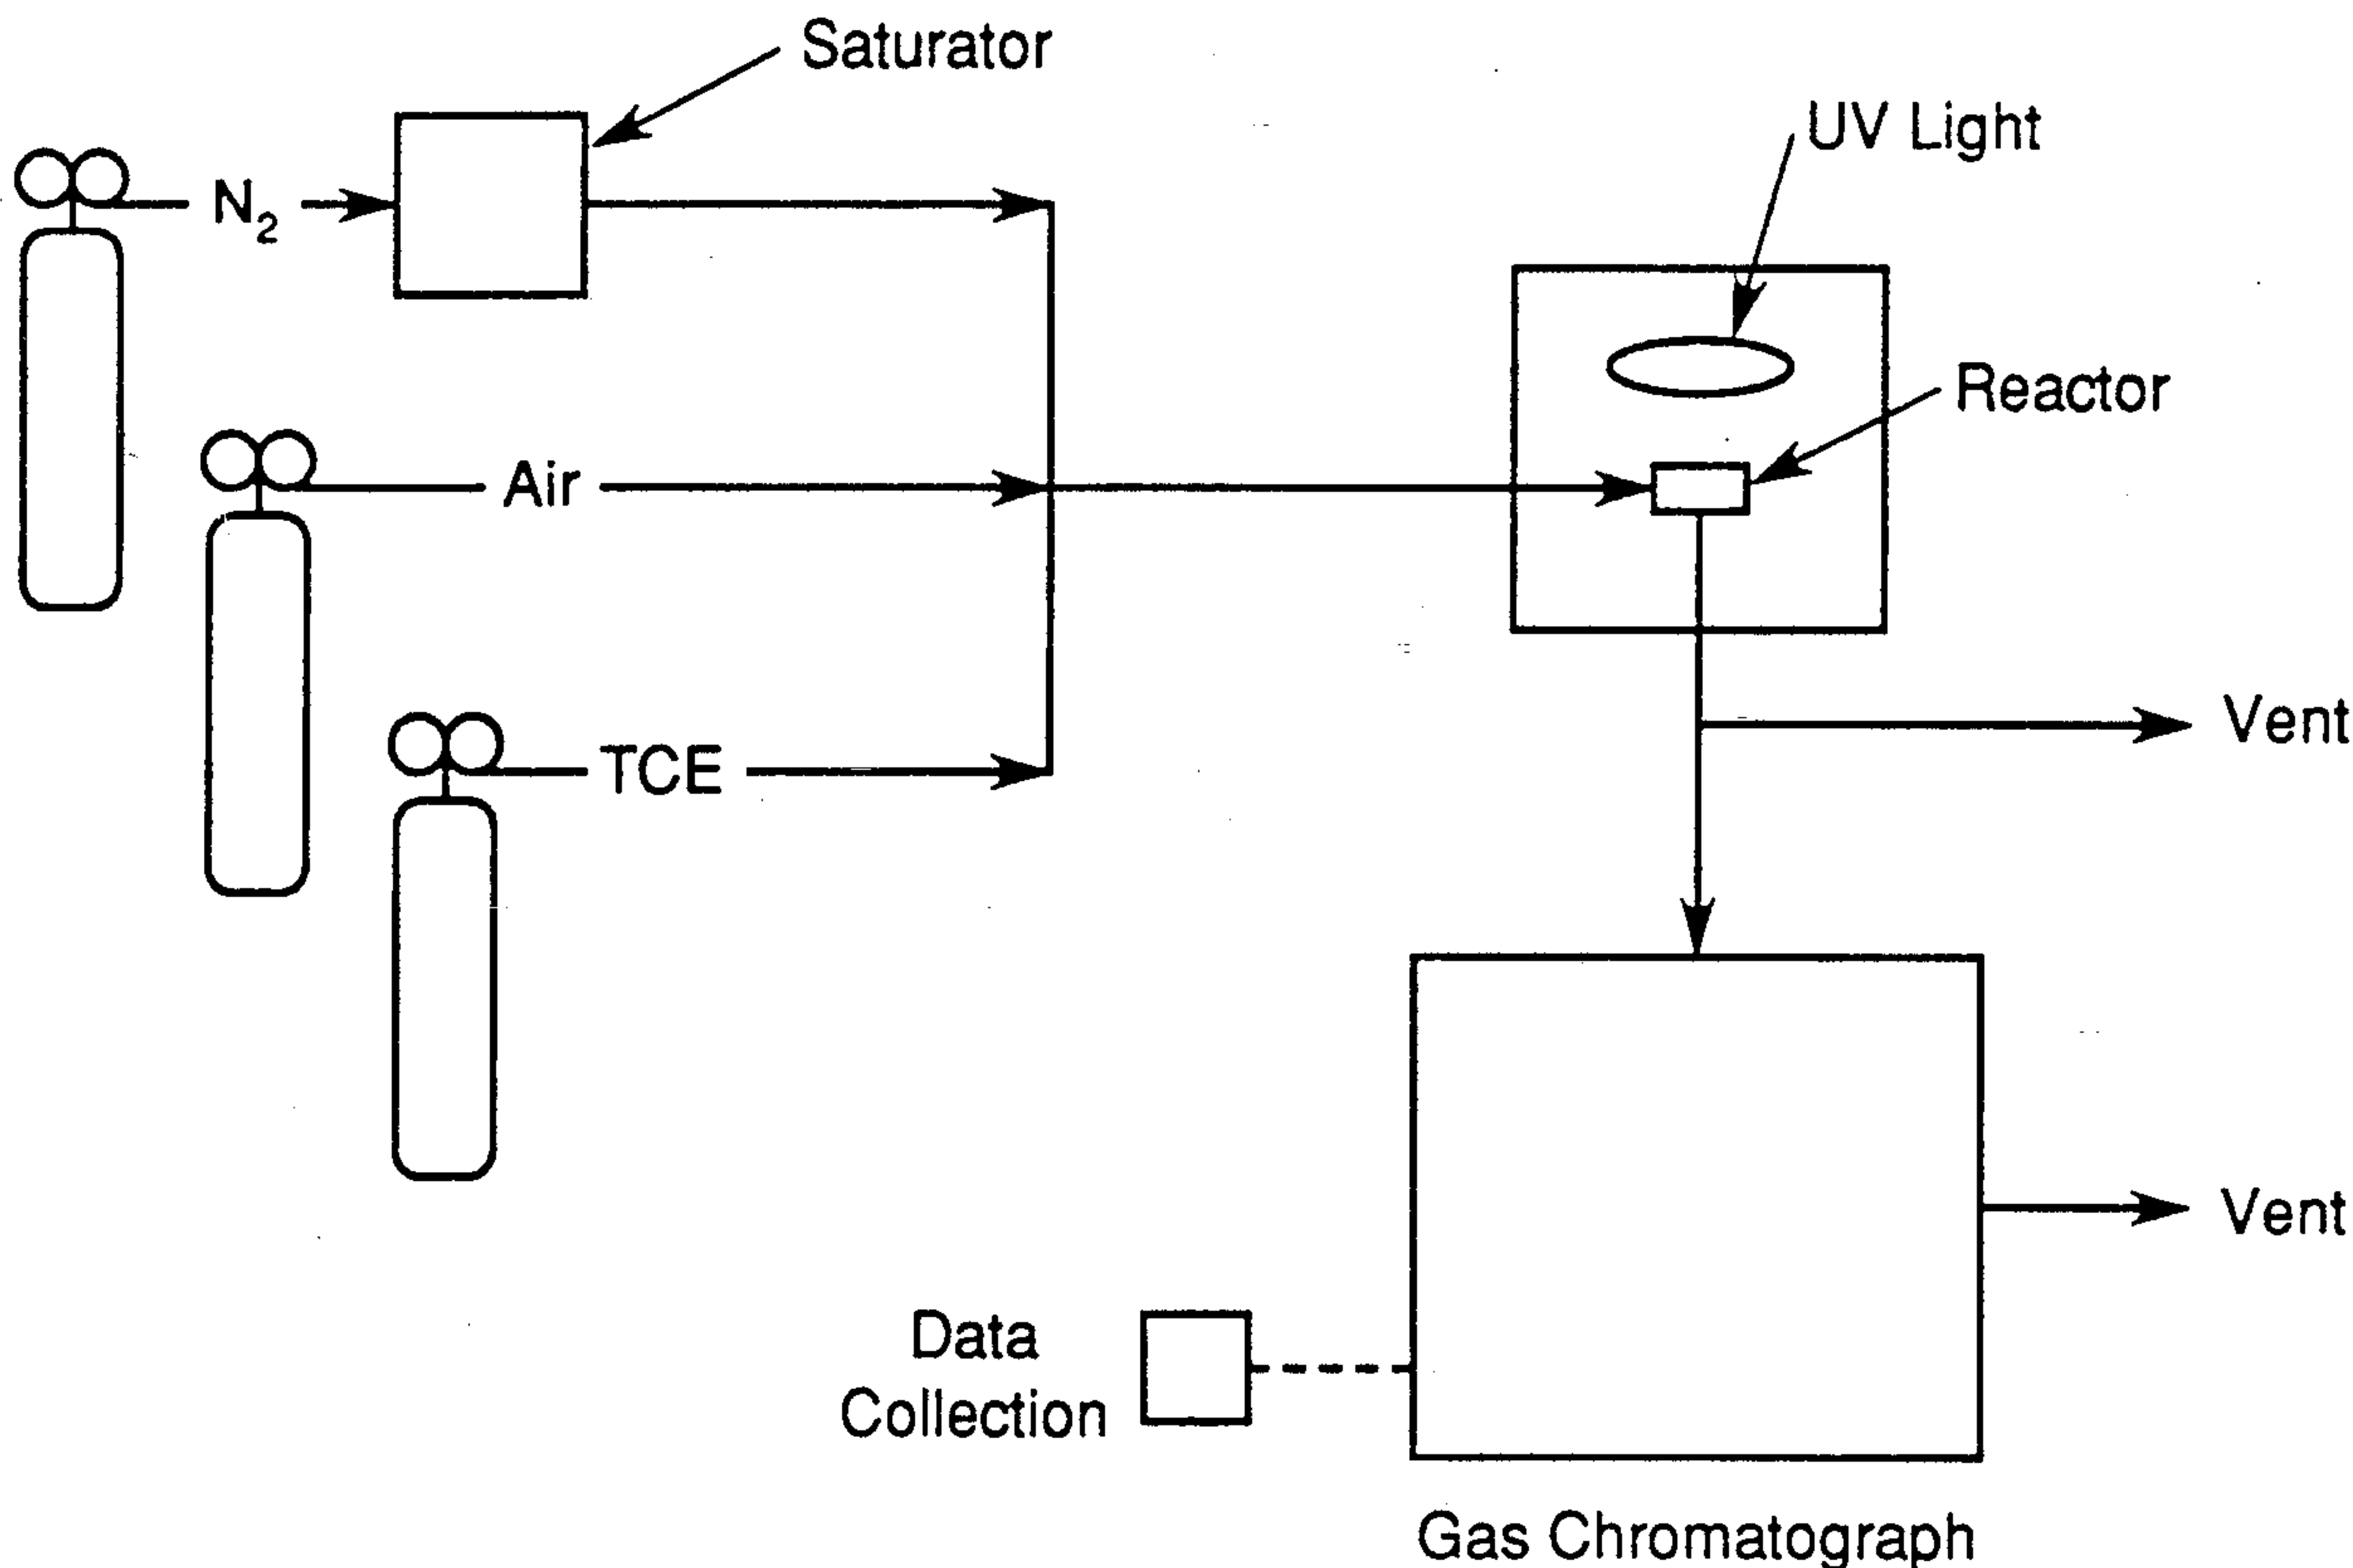 Saturator
UV Light
N₂
Reactor
Air
Vent
TCE
Vent
Data
Collection
Gas Chromatograph